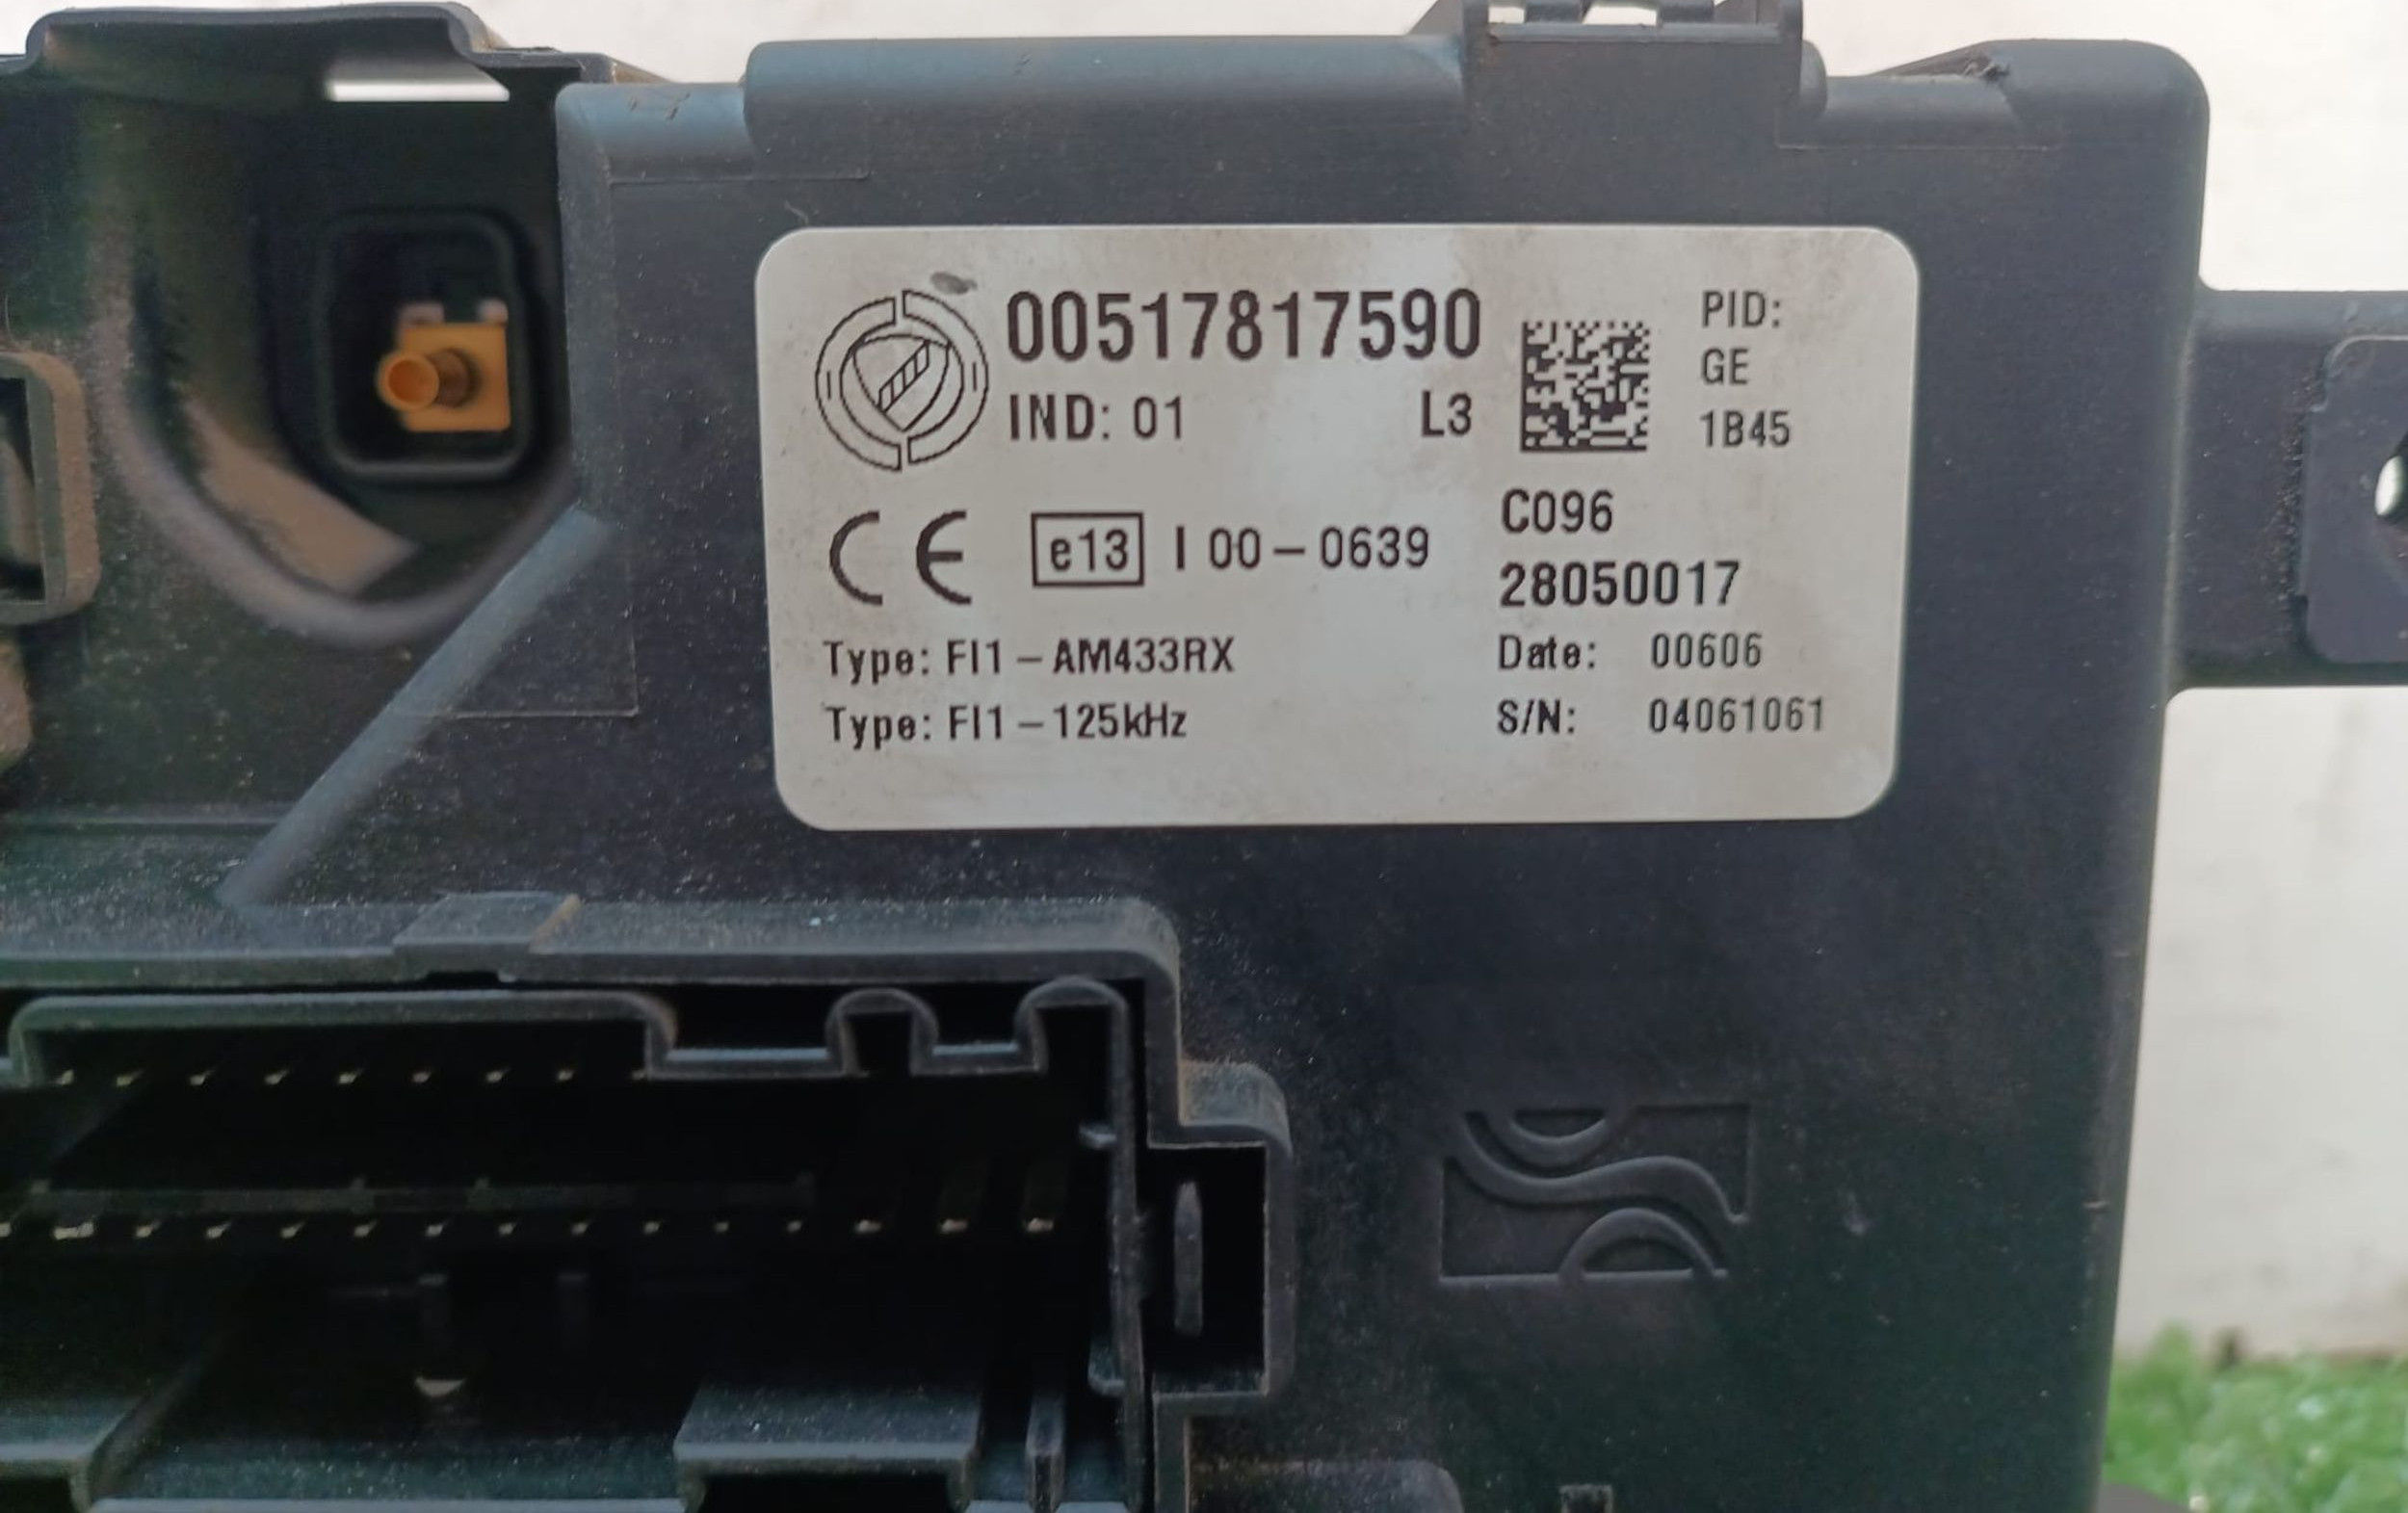 00517817590
IND: 01 L3
PID:
GE
1B45
CE e13 I 00-0639
C096
28050017
Type: FI1-AM433RX
Date: 00606
Type: FI1-125kHz
S/N: 04061061